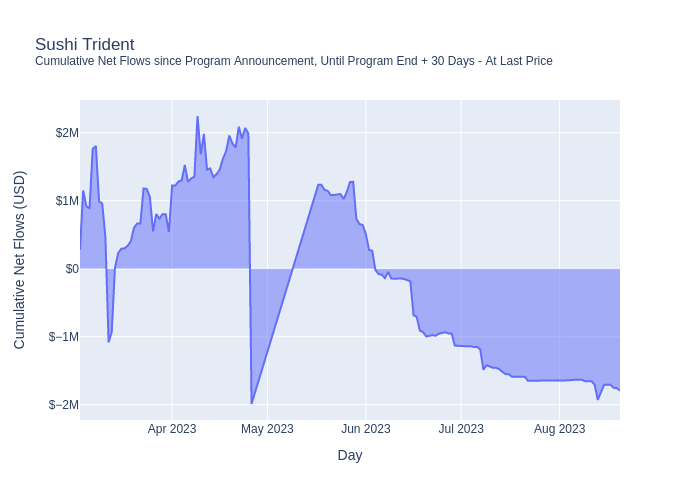 Sushi Trident
Cumulative Net Flows since Program Announcement, Until Program End + 30 Days - At Last Price
Cumulative Net Flows (USD)
$2M
$1M
$0
$−1M
$−2M
Apr 2023
May 2023
Jun 2023
Jul 2023
Aug 2023
Day